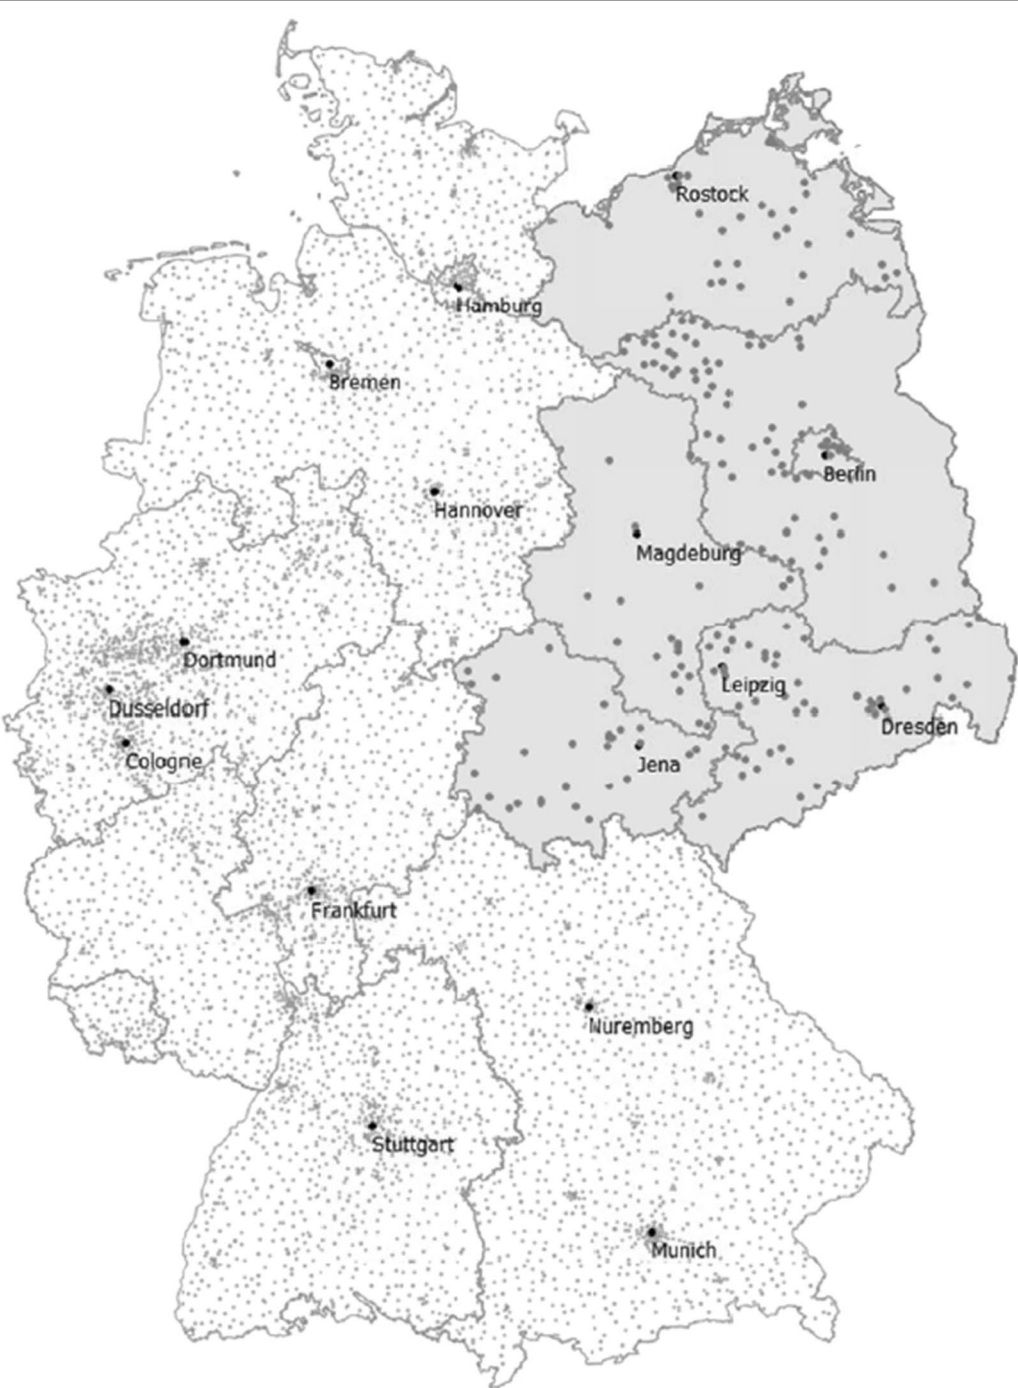 Rostock
Hamburg
Bremen
Berlin
Hannover
Magdeburg
Dortmund
Leipzig
Dusseldorf
Dresden
Cologne
Jena
Frankfurt
Nuremberg
Stuttgart
Munich